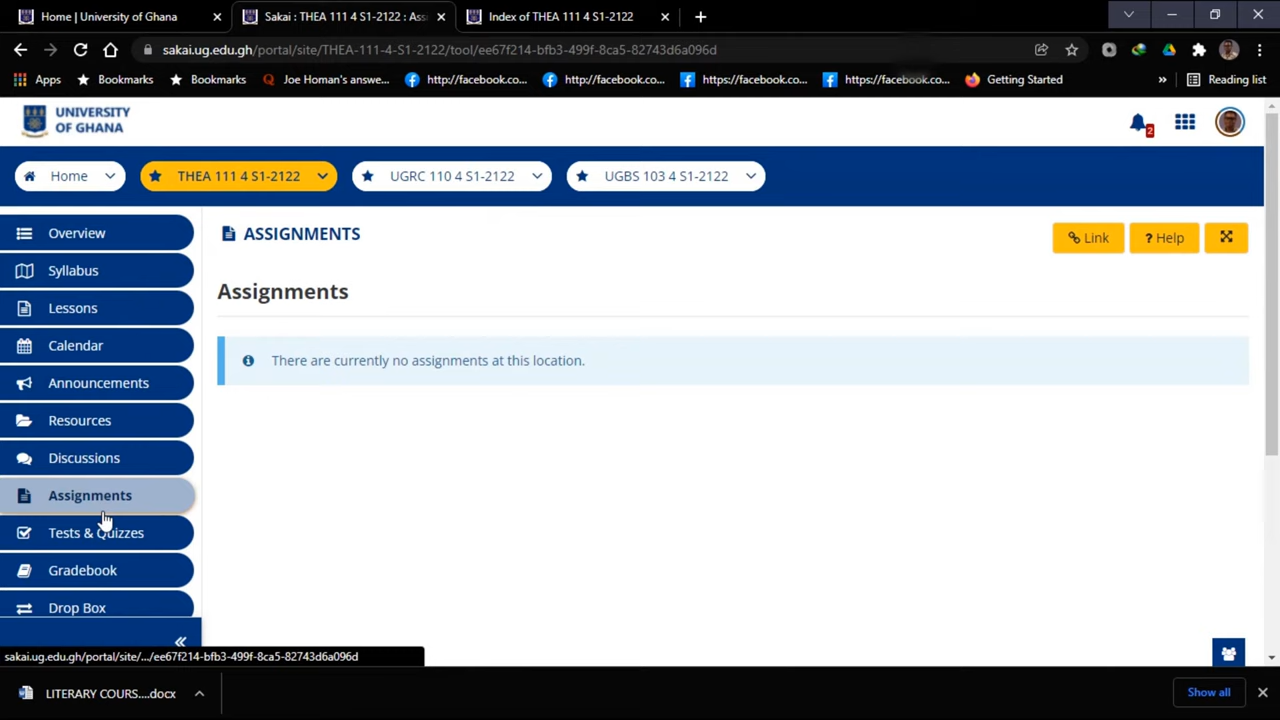 Home | University of Ghana
Sakai : THEA 111 4 S1-2122 : Ass
Index of THEA 111 4 S1-2122
sakai.ug.edu.gh/portal/site/THEA-111-4-S1-2122/tool/ee67f214-bfb3-499f-8ca5-82743d6a096d
Apps
Bookmarks
Bookmarks
Joe Homan's answe...
http://facebook.co...
http://facebook.co...
https://facebook.co...
https://facebook.co...
Getting Started
»
Reading list
UNIVERSITY
OF GHANA
2
Home
THEA 111 4 S1-2122
UGRC 110 4 S1-2122
UGBS 103 4 S1-2122
Overview
Syllabus
Lessons
Calendar
Announcements
Resources
Discussions
Assignments
Tests & Quizzes
Gradebook
Drop Box
«
ASSIGNMENTS
Link
? Help
Assignments
There are currently no assignments at this location.
sakai.ug.edu.gh/portal/site/.../ee67f214-bfb3-499f-8ca5-82743d6a096d
LITERARY COURS....docx
Show all